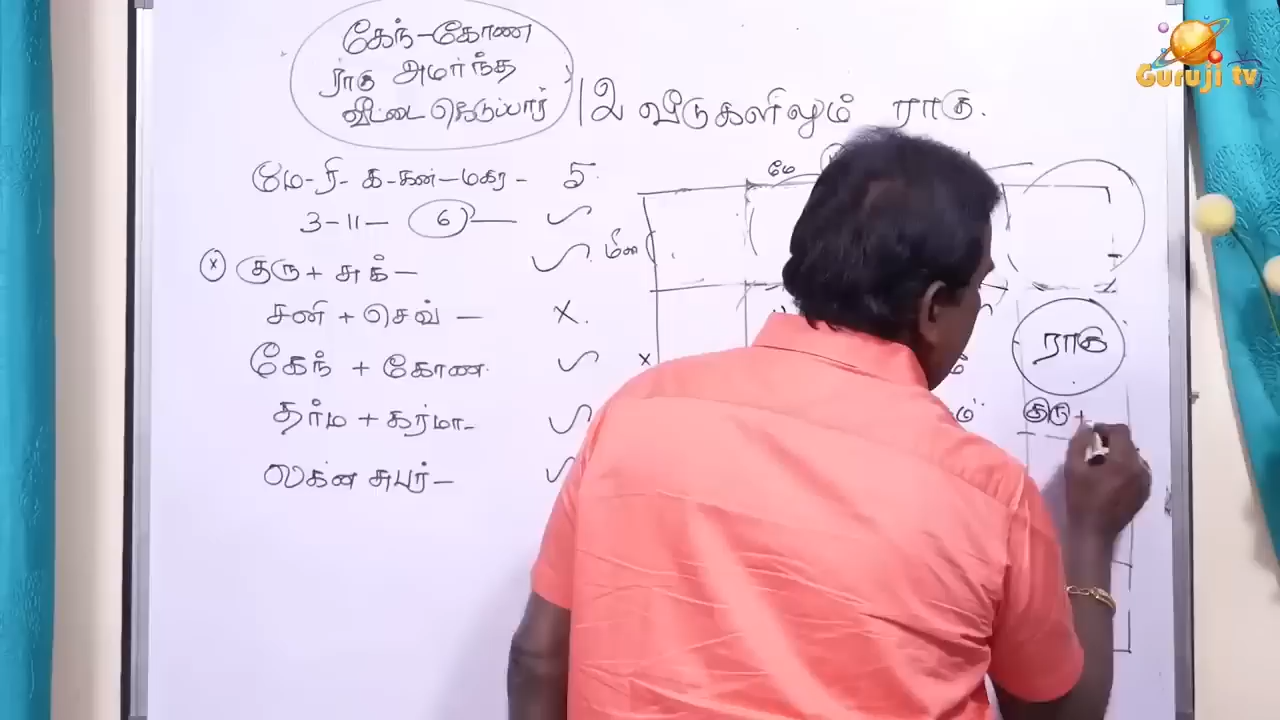 கேந்-கோண
ராகு அமர்ந்த
வீட்டை கெடுப்பார்
12 வீடுகளிலும் ராகு.
மே-ரி-க-கன்-மகர- 5
3-11- 6 —
குரு + சுக் -
சனி + செவ் - X.
கேந் + கோண
தர்ம + கர்மா-
லக்ன சுபர்-
மே
மீன
X
ராகு
குரு +
Guruji tv